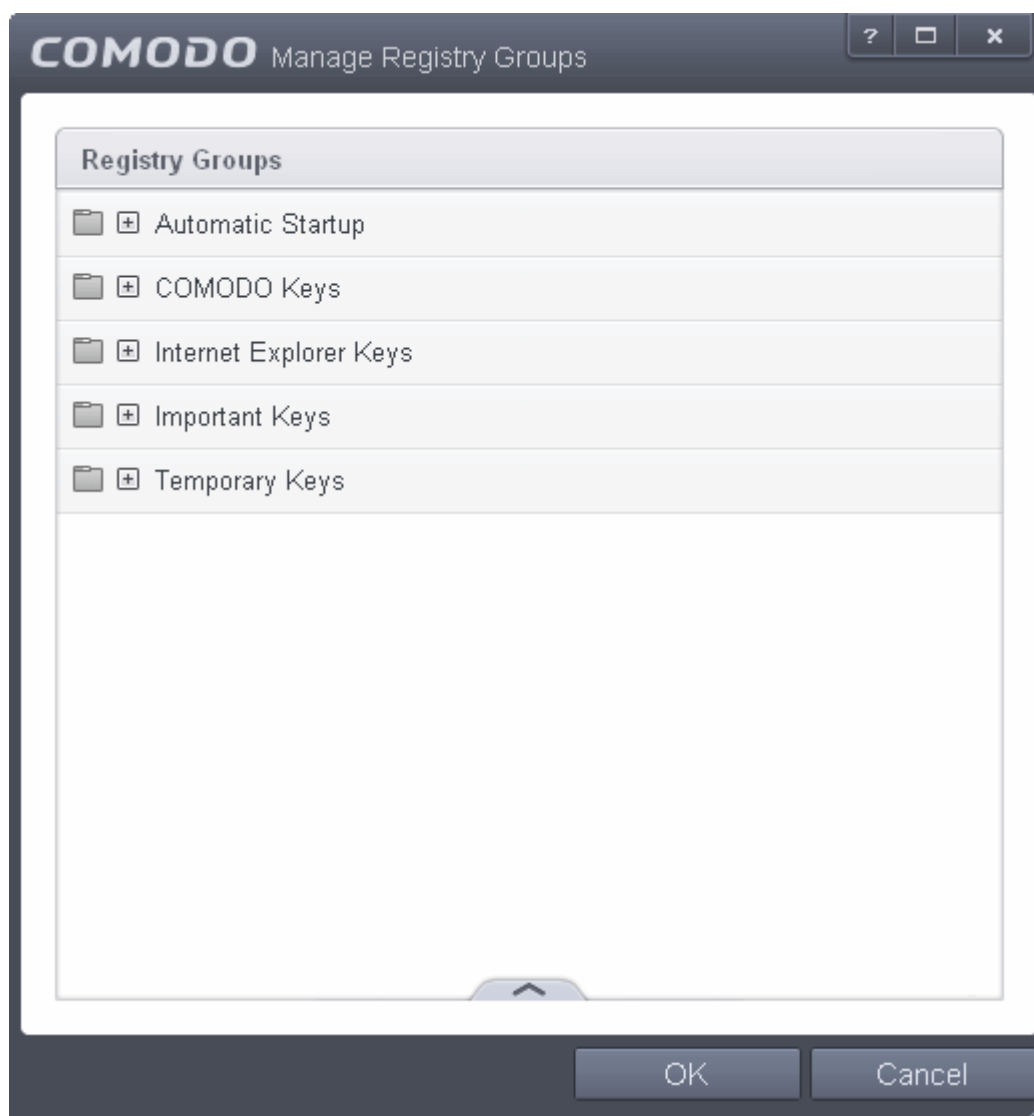 COMODO Manage Registry Groups
?
Registry Groups
Automatic Startup
COMODO Keys
Internet Explorer Keys
Important Keys
Temporary Keys
OK Cancel